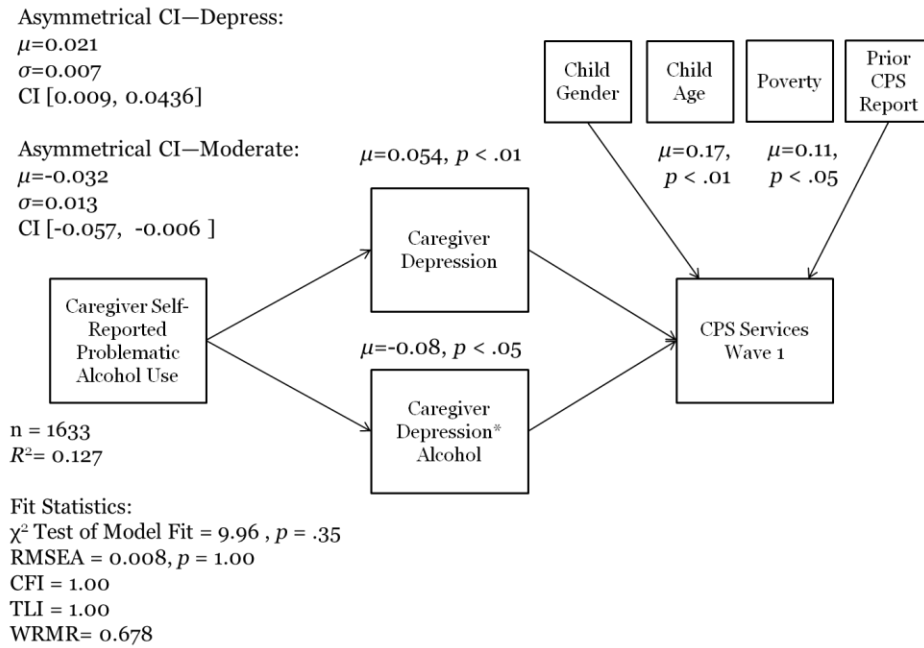 Asymmetrical CI—Depress:
μ=0.021
σ=0.007
CI [0.009, 0.0436]
Asymmetrical CI—Moderate:
μ=-0.032
σ=0.013
CI [-0.057, -0.006 ]
Child
Gender
Child
Age
Poverty
Prior
CPS
Report
μ=0.17,
p < .01
μ=0.11,
p < .05
μ=0.054, p < .01
Caregiver
Depression
Caregiver Self-
Reported
Problematic
Alcohol Use
CPS Services
Wave 1
μ=-0.08, p < .05
Caregiver
Depression*
Alcohol
n = 1633
R²= 0.127
Fit Statistics:
χ² Test of Model Fit = 9.96 , p = .35
RMSEA = 0.008, p = 1.00
CFI = 1.00
TLI = 1.00
WRMR= 0.678